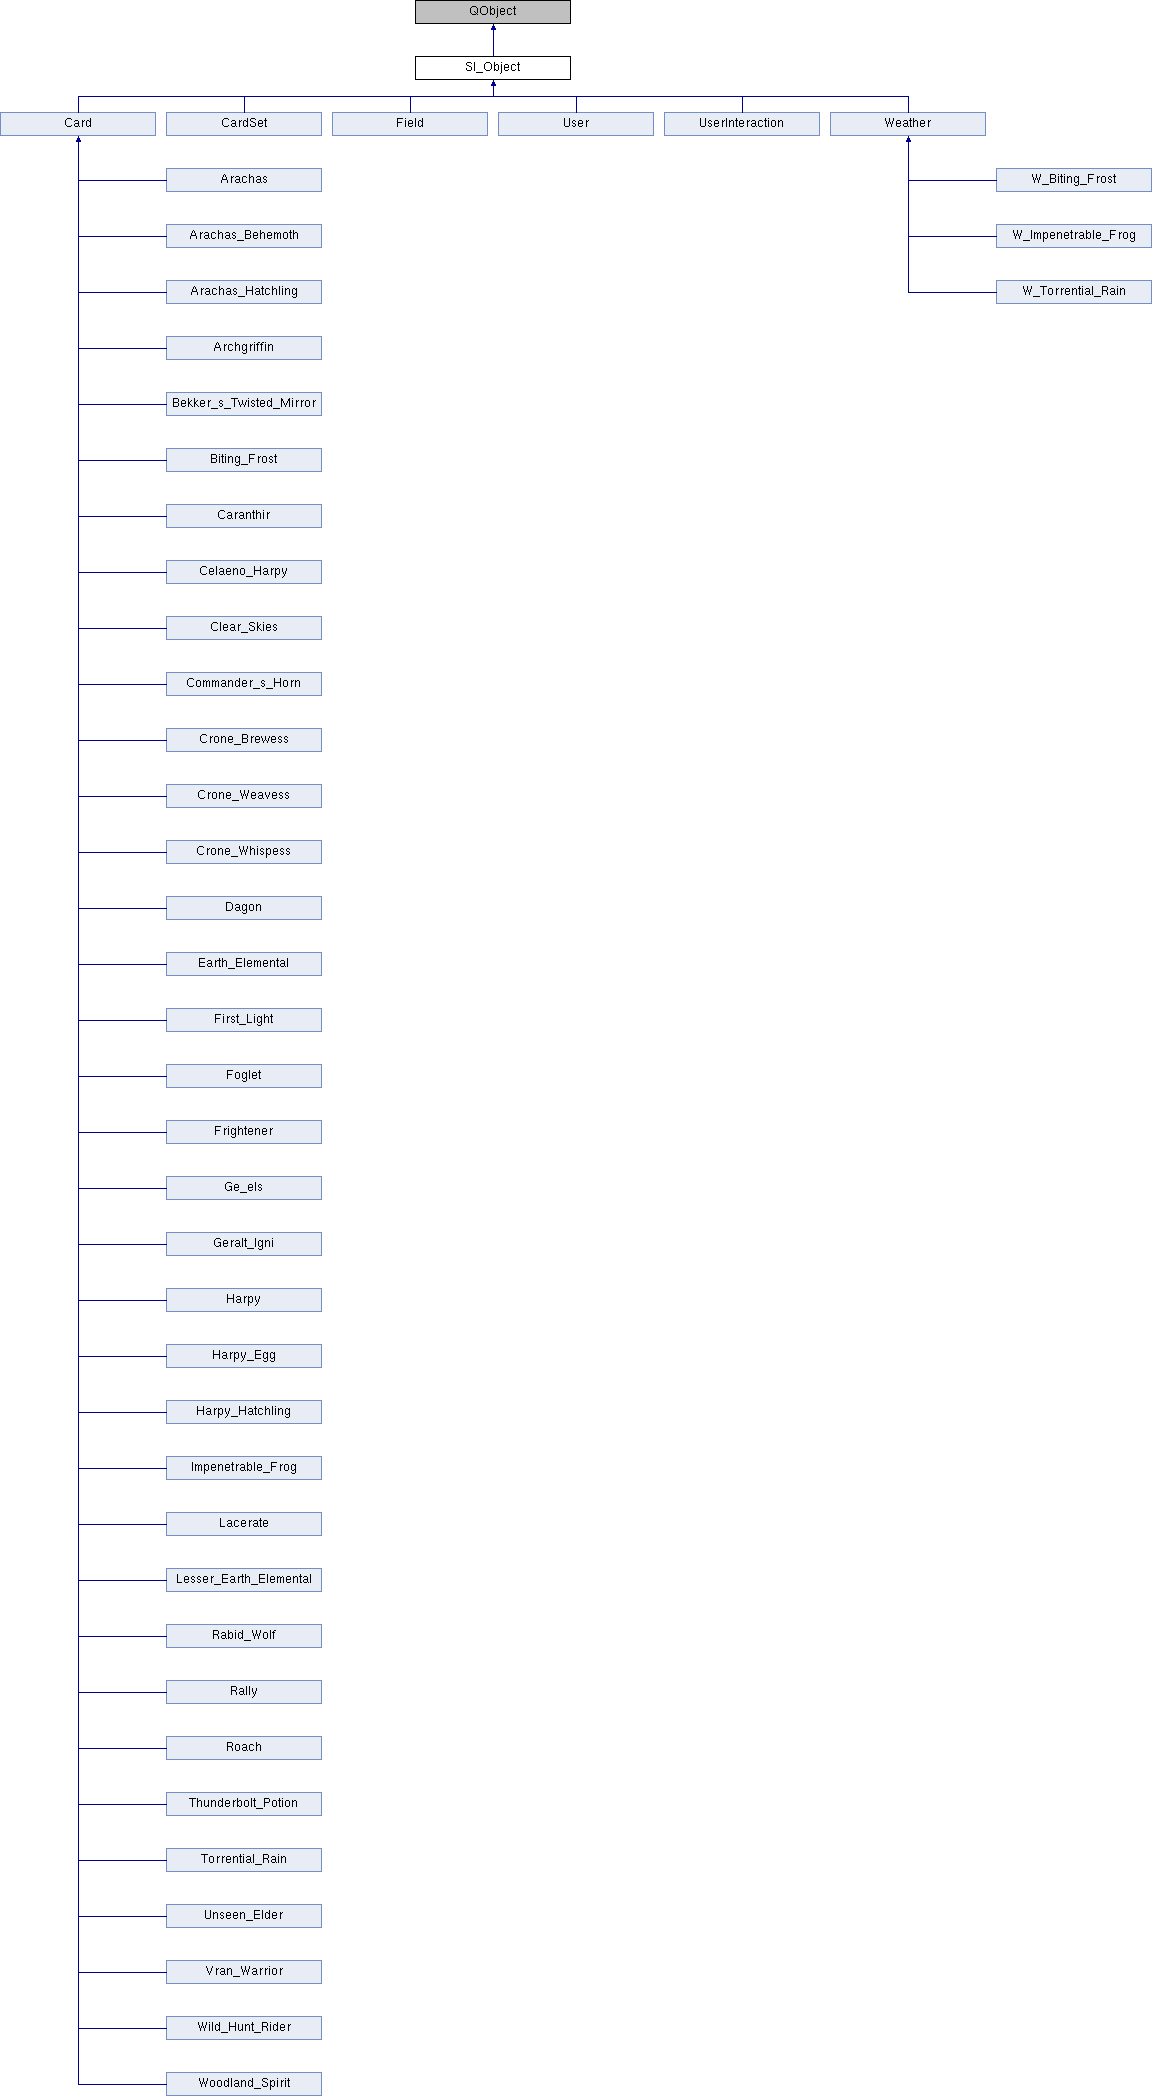 QObject
SI_Object
Card
CardSet
Field
User
UserInteraction
Weather
Arachas
W_Biting_Frost
Arachas_Behemoth
W_Impenetrable_Frog
Arachas_Hatchling
W_Torrential_Rain
Archgriffin
Bekker_s_Twisted_Mirror
Biting_Frost
Caranthir
Celaeno_Harpy
Clear_Skies
Commander_s_Horn
Crone_Brewess
Crone_Weavess
Crone_Whispess
Dagon
Earth_Elemental
First_Light
Foglet
Frightener
Ge_els
Geralt_Igni
Harpy
Harpy_Egg
Harpy_Hatchling
Impenetrable_Frog
Lacerate
Lesser_Earth_Elemental
Rabid_Wolf
Rally
Roach
Thunderbolt_Potion
Torrential_Rain
Unseen_Elder
Vran_Warrior
Wild_Hunt_Rider
Woodland_Spirit